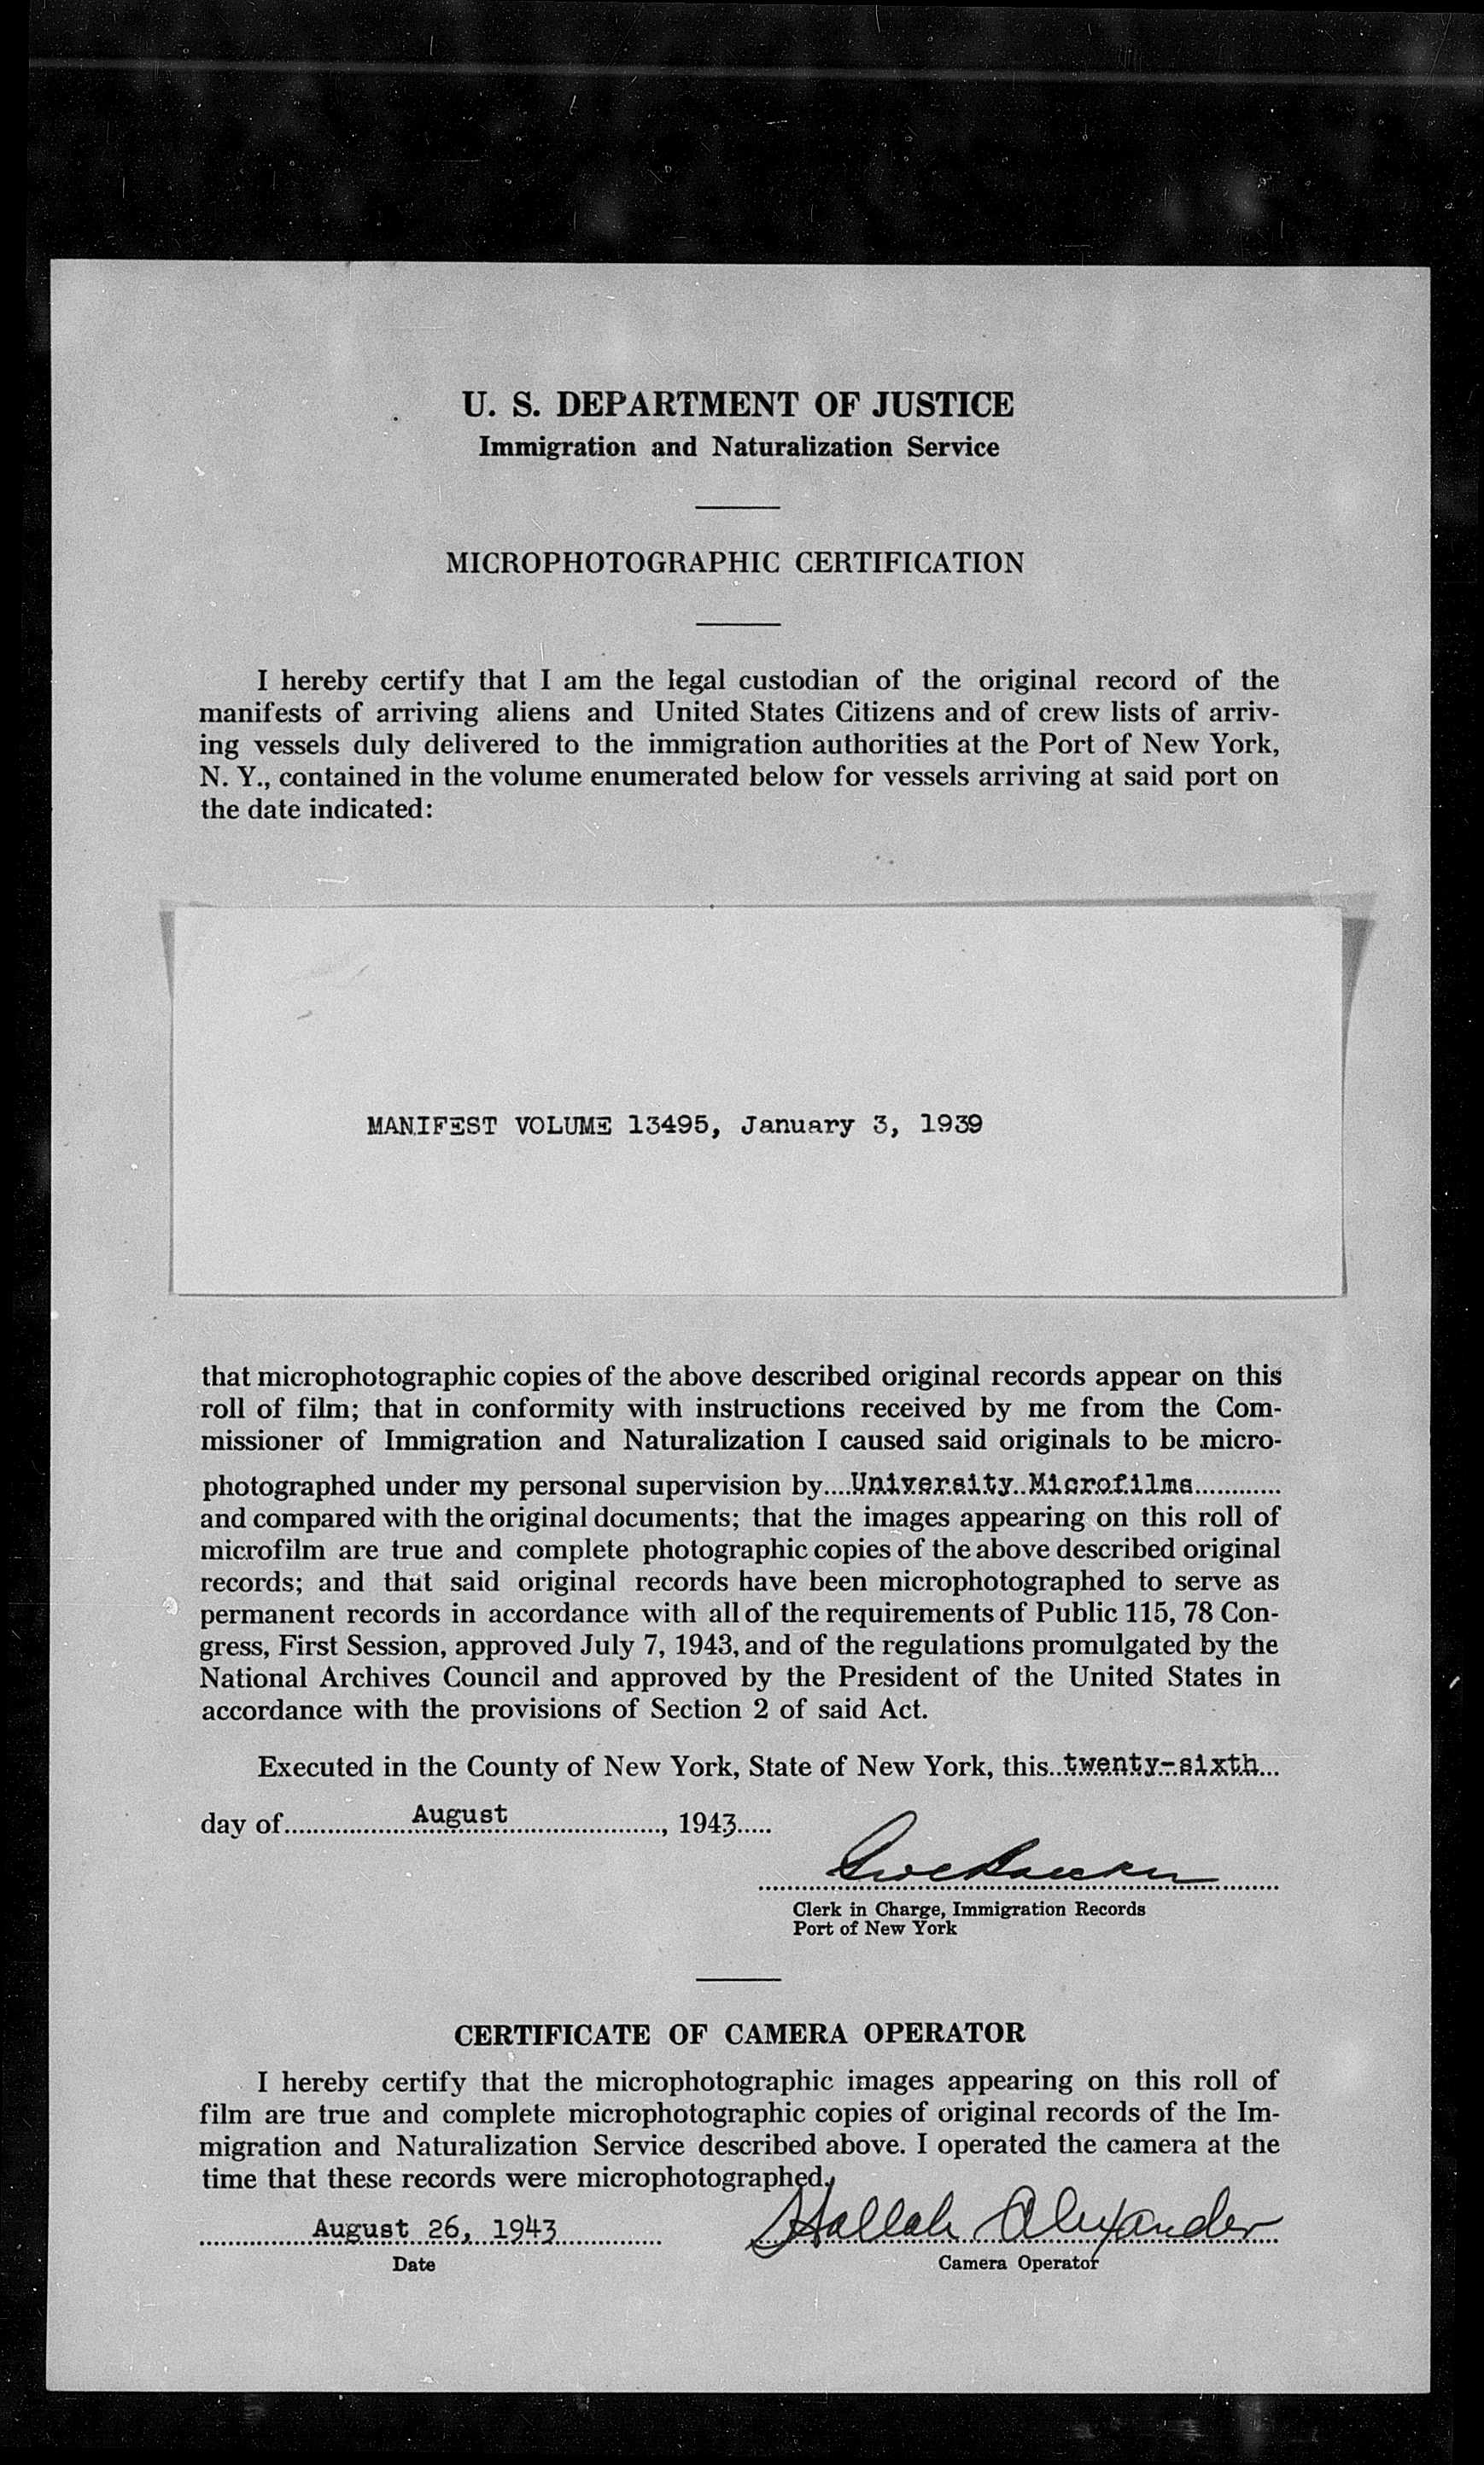 U. S. DEPARTMENT OF JUSTICE
Immigration and Naturalization Service
MICROPHOTOGRAPHIC CERTIFICATION
I hereby certify that I am the legal custodian of the original record of the
manifests of arriving aliens and United States Citizens and of crew lists of arriv-
ing vessels duly delivered to the immigration authorities at the Port of New York,
N. Y., contained in the volume enumerated below for vessels arriving at said port on
the date indicated:
MANIFEST VOLUME 13495, January 3, 1939
that microphotographic copies of the above described original records appear on this
roll of film; that in conformity with instructions received by me from the Com-
missioner of Immigration and Naturalization I caused said originals to be micro-
photographed under my personal supervision by....University Microfilms............
and compared with the original documents; that the images appearing on this roll of
microfilm are true and complete photographic copies of the above described original
records; and that said original records have been microphotographed to serve as
permanent records in accordance with all of the requirements of Public 115, 78 Con-
gress, First Session, approved July 7, 1943, and of the regulations promulgated by the
National Archives Council and approved by the President of the United States in
accordance with the provisions of Section 2 of said Act.
Executed in the County of New York, State of New York, this..twenty-sixth...
day of.....................August........................., 1943.....
Clerk in Charge, Immigration Records
Port of New York
CERTIFICATE OF CAMERA OPERATOR
I hereby certify that the microphotographic images appearing on this roll of
film are true and complete microphotographic copies of original records of the Im-
migration and Naturalization Service described above. I operated the camera at the
time that these records were microphotographed.
August 26, 1943 Hallah Alexander
Date Camera Operator